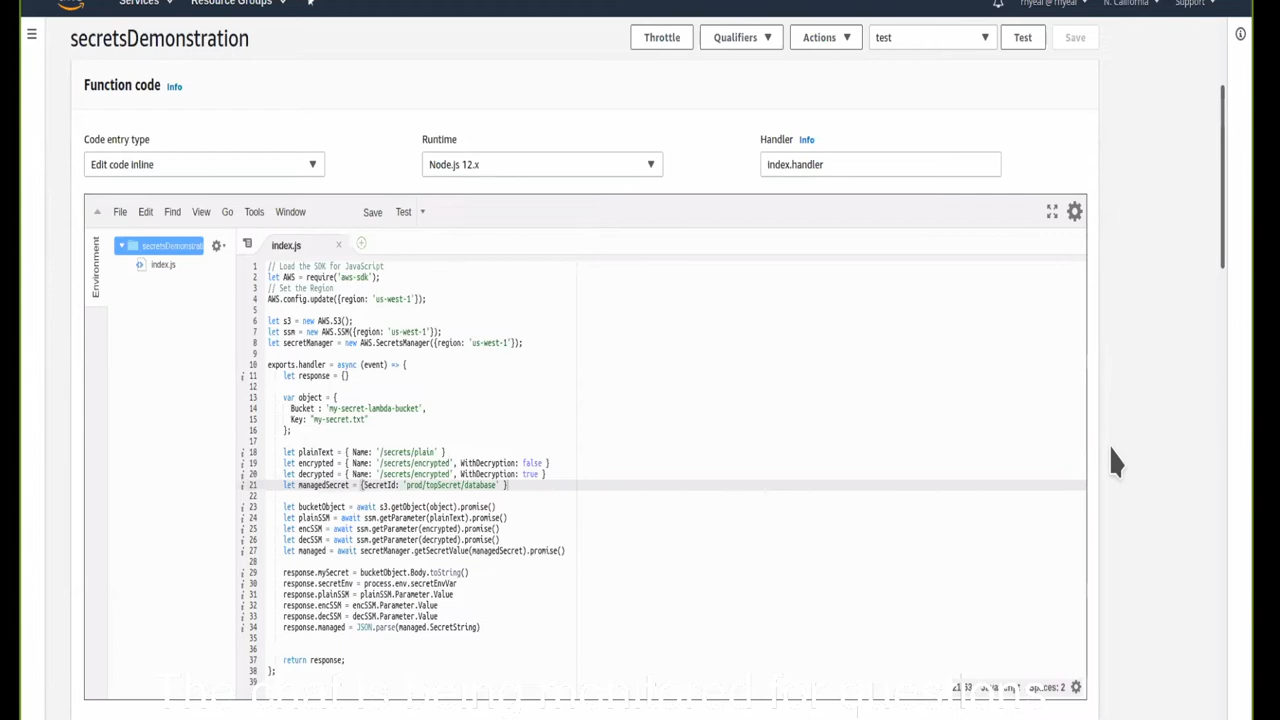 Services
Resource Groups
rhyeal @ rhyeal
N. California
Support
secretsDemonstration
Throttle
Qualifiers
Actions
test
Test
Save
Function code Info
Code entry type
Runtime
Handler Info
Edit code inline
Node.js 12.x
index.handler
File Edit Find View Go Tools Window Save Test
Environment
secretsDemonstrati
index.js
index.js
1 // Load the SDK for JavaScript
2 let AWS = require('aws-sdk');
3 // Set the Region
4 AWS.config.update({region: 'us-west-1'});
5
6 let s3 = new AWS.S3();
7 let ssm = new AWS.SSM({region: 'us-west-1'});
8 let secretManager = new AWS.SecretsManager({region: 'us-west-1'});
9
10 exports.handler = async (event) => {
11 let response = {}
12
13 var object = {
14 Bucket : 'my-secret-lambda-bucket',
15 Key: "my-secret.txt"
16 };
17
18 let plainText = { Name: '/secrets/plain' }
19 let encrypted = { Name: '/secrets/encrypted', WithDecryption: false }
20 let decrypted = { Name: '/secrets/encrypted', WithDecryption: true }
21 let managedSecret = {SecretId: 'prod/topSecret/database' }
22
23 let bucketObject = await s3.getObject(object).promise()
24 let plainSSM = await ssm.getParameter(plainText).promise()
25 let encSSM = await ssm.getParameter(encrypted).promise()
26 let decSSM = await ssm.getParameter(decrypted).promise()
27 let managed = await secretManager.getSecretValue(managedSecret).promise()
28
29 response.mySecret = bucketObject.Body.toString()
30 response.secretEnv = process.env.secretEnvVar
31 response.plainSSM = plainSSM.Parameter.Value
32 response.encSSM = encSSM.Parameter.Value
33 response.decSSM = decSSM.Parameter.Value
34 response.managed = JSON.parse(managed.SecretString)
35
36
37 return response;
38 };
39
The chat is being monitored for questions